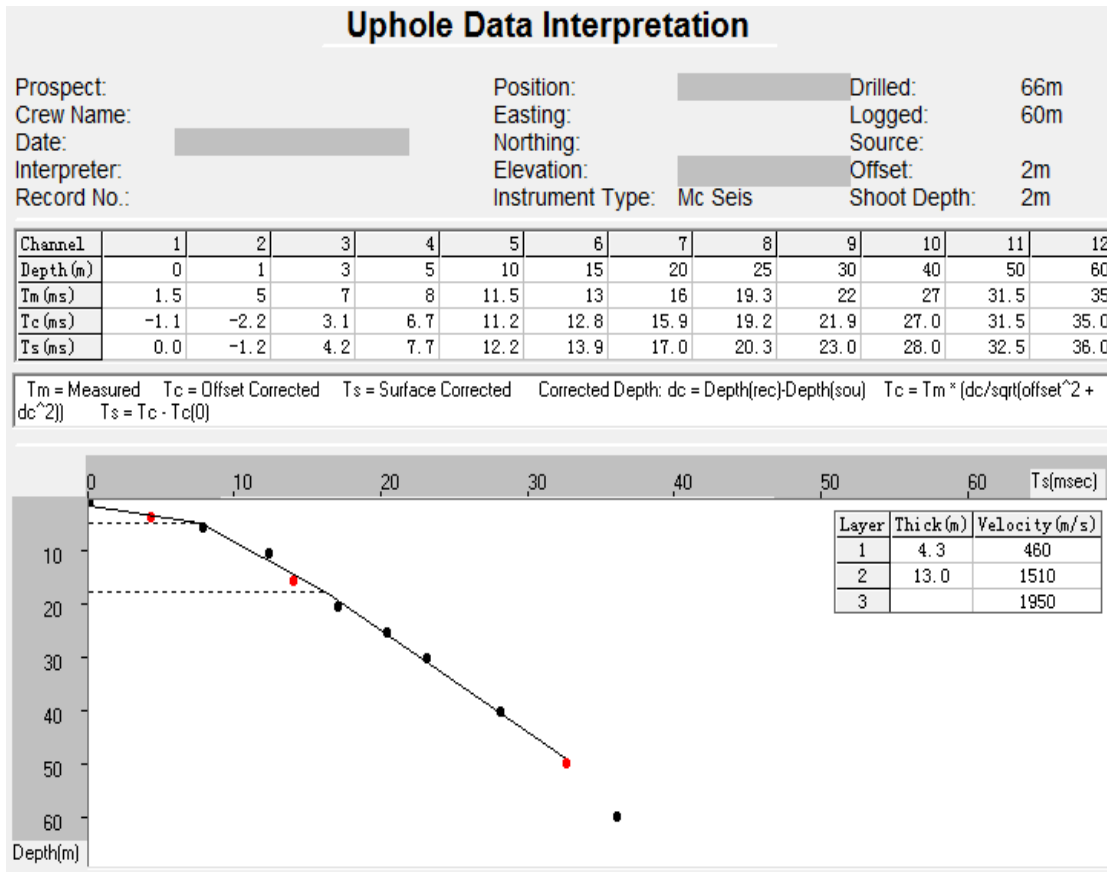 Uphole Data Interpretation
Prospect: Position: Drilled: 66m
Crew Name: Easting: Logged: 60m
Date: Northing: Source:
Interpreter: Elevation: Offset: 2m
Record No.: Instrument Type: Mc Seis Shoot Depth: 2m
Channel 1 2 3 4 5 6 7 8 9 10 11 12
Depth(m) 0 1 3 5 10 15 20 25 30 40 50 60
Tm(ms) 1.5 5 7 8 11.5 13 16 19.3 22 27 31.5 35
Tc(ms) -1.1 -2.2 3.1 6.7 11.2 12.8 15.9 19.2 21.9 27.0 31.5 35.0
Ts(ms) 0.0 -1.2 4.2 7.7 12.2 13.9 17.0 20.3 23.0 28.0 32.5 36.0
Tm = Measured Tc = Offset Corrected Ts = Surface Corrected Corrected Depth: dc = Depth(rec)-Depth(sou) Tc = Tm * (dc/sqrt(offset^2 +
dc^2)) Ts = Tc - Tc(0)
0 10 20 30 40 50 60 Ts(msec)
Layer Thick(m) Velocity(m/s)
1 4.3 460
2 13.0 1510
3 1950
10
20
30
40
50
60
Depth(m)